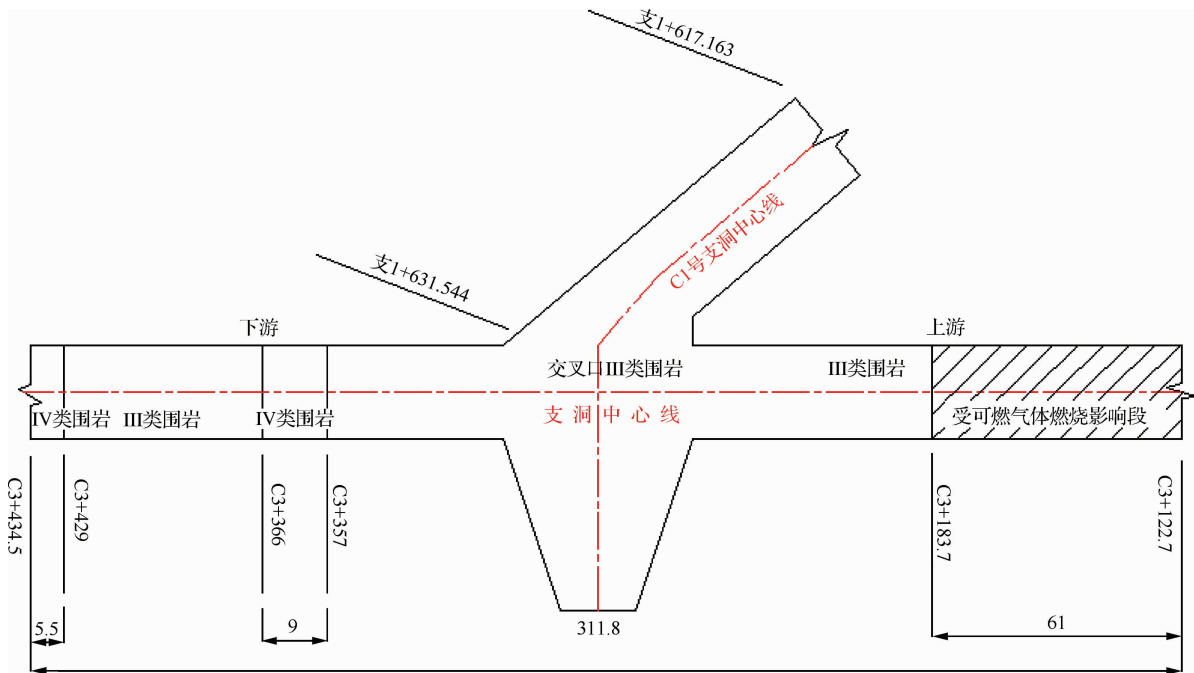 支1+617.163
C1号支洞中心线
支1+631.544
下游
上游
交叉口III类围岩
III类围岩
IV类围岩
III类围岩
IV类围岩
支洞中心线
受可燃气体燃烧影响段
C3+434.5
C3+429
C3+366
C3+357
C3+183.7
C3+122.7
5.5
9
311.8
61